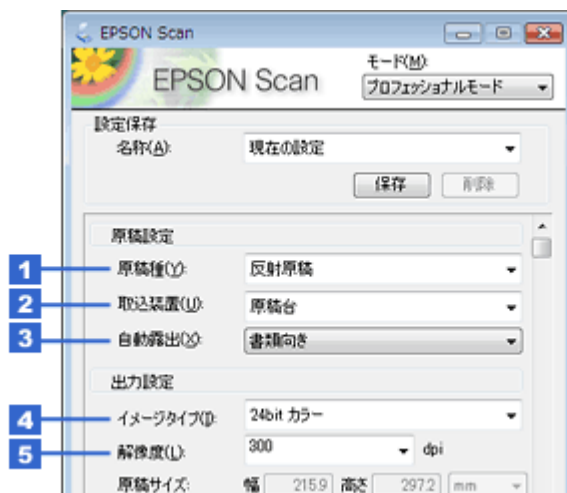 EPSON Scan
EPSON Scan
モード(M):
プロフェッショナルモード
設定保存
名称(A):
現在の設定
保存
削除
原稿設定
1 原稿種(Y): 反射原稿
2 取込装置(U): 原稿台
3 自動露出(X): 書類向き
出力設定
4 イメージタイプ(I): 24bit カラー
5 解像度(L): 300 dpi
原稿サイズ: 幅 215.9 高さ 297.2 mm